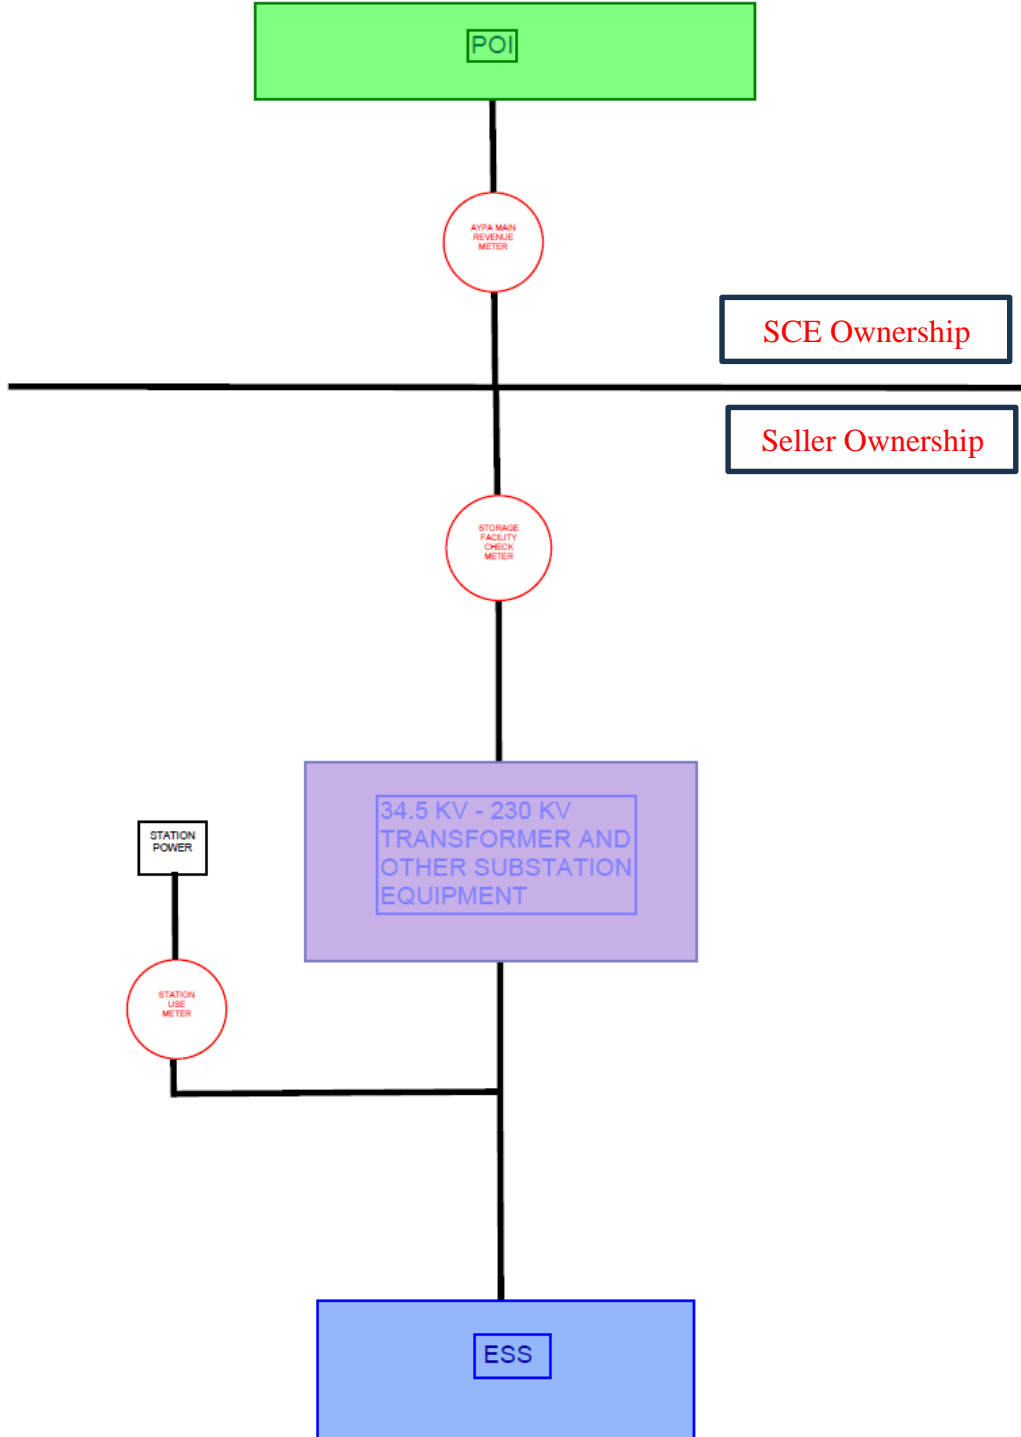 POI
AYPA MAIN
REVENUE
METER
SCE Ownership
Seller Ownership
STORAGE
FACILITY
CHECK
METER
34.5 KV - 230 KV
TRANSFORMER AND
OTHER SUBSTATION
EQUIPMENT
STATION
POWER
STATION
USE
METER
ESS